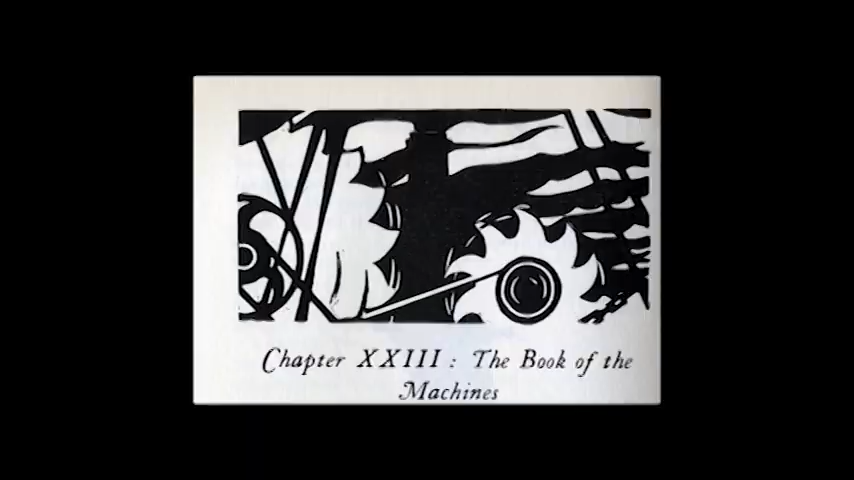 Chapter XXIII : The Book of the
Machines